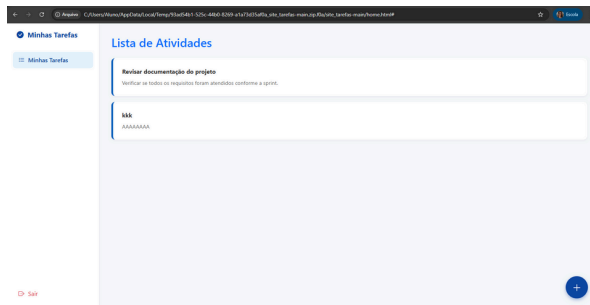 Arquivo C:/Users/Aluno/AppData/Local/Temp/93ad54b1-525c-44b0-8269-a1a73d35af0a_site_tarefas-main.zip.f0a/site_tarefas-main/home.html#
Escola
Minhas Tarefas
Minhas Tarefas
Lista de Atividades
Revisar documentação do projeto
Verificar se todos os requisitos foram atendidos conforme a sprint.
kkk
AAAAAAAA
Sair
+